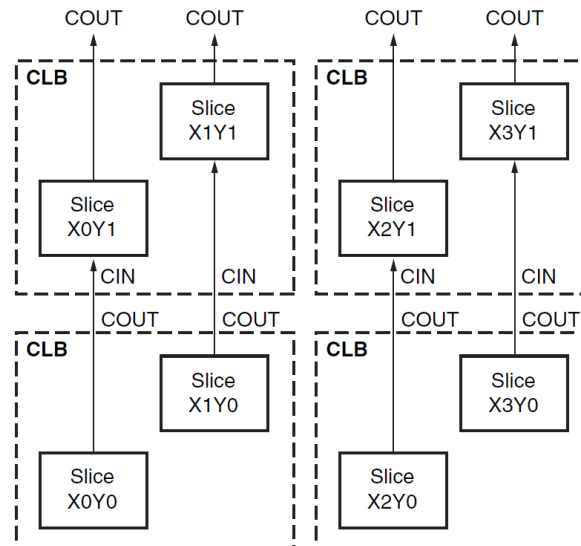 COUT COUT COUT COUT
CLB CLB
Slice
X1Y1
Slice
X3Y1
Slice
X0Y1
Slice
X2Y1
CIN CIN CIN CIN
COUT COUT COUT COUT
CLB CLB
Slice
X1Y0
Slice
X3Y0
Slice
X0Y0
Slice
X2Y0